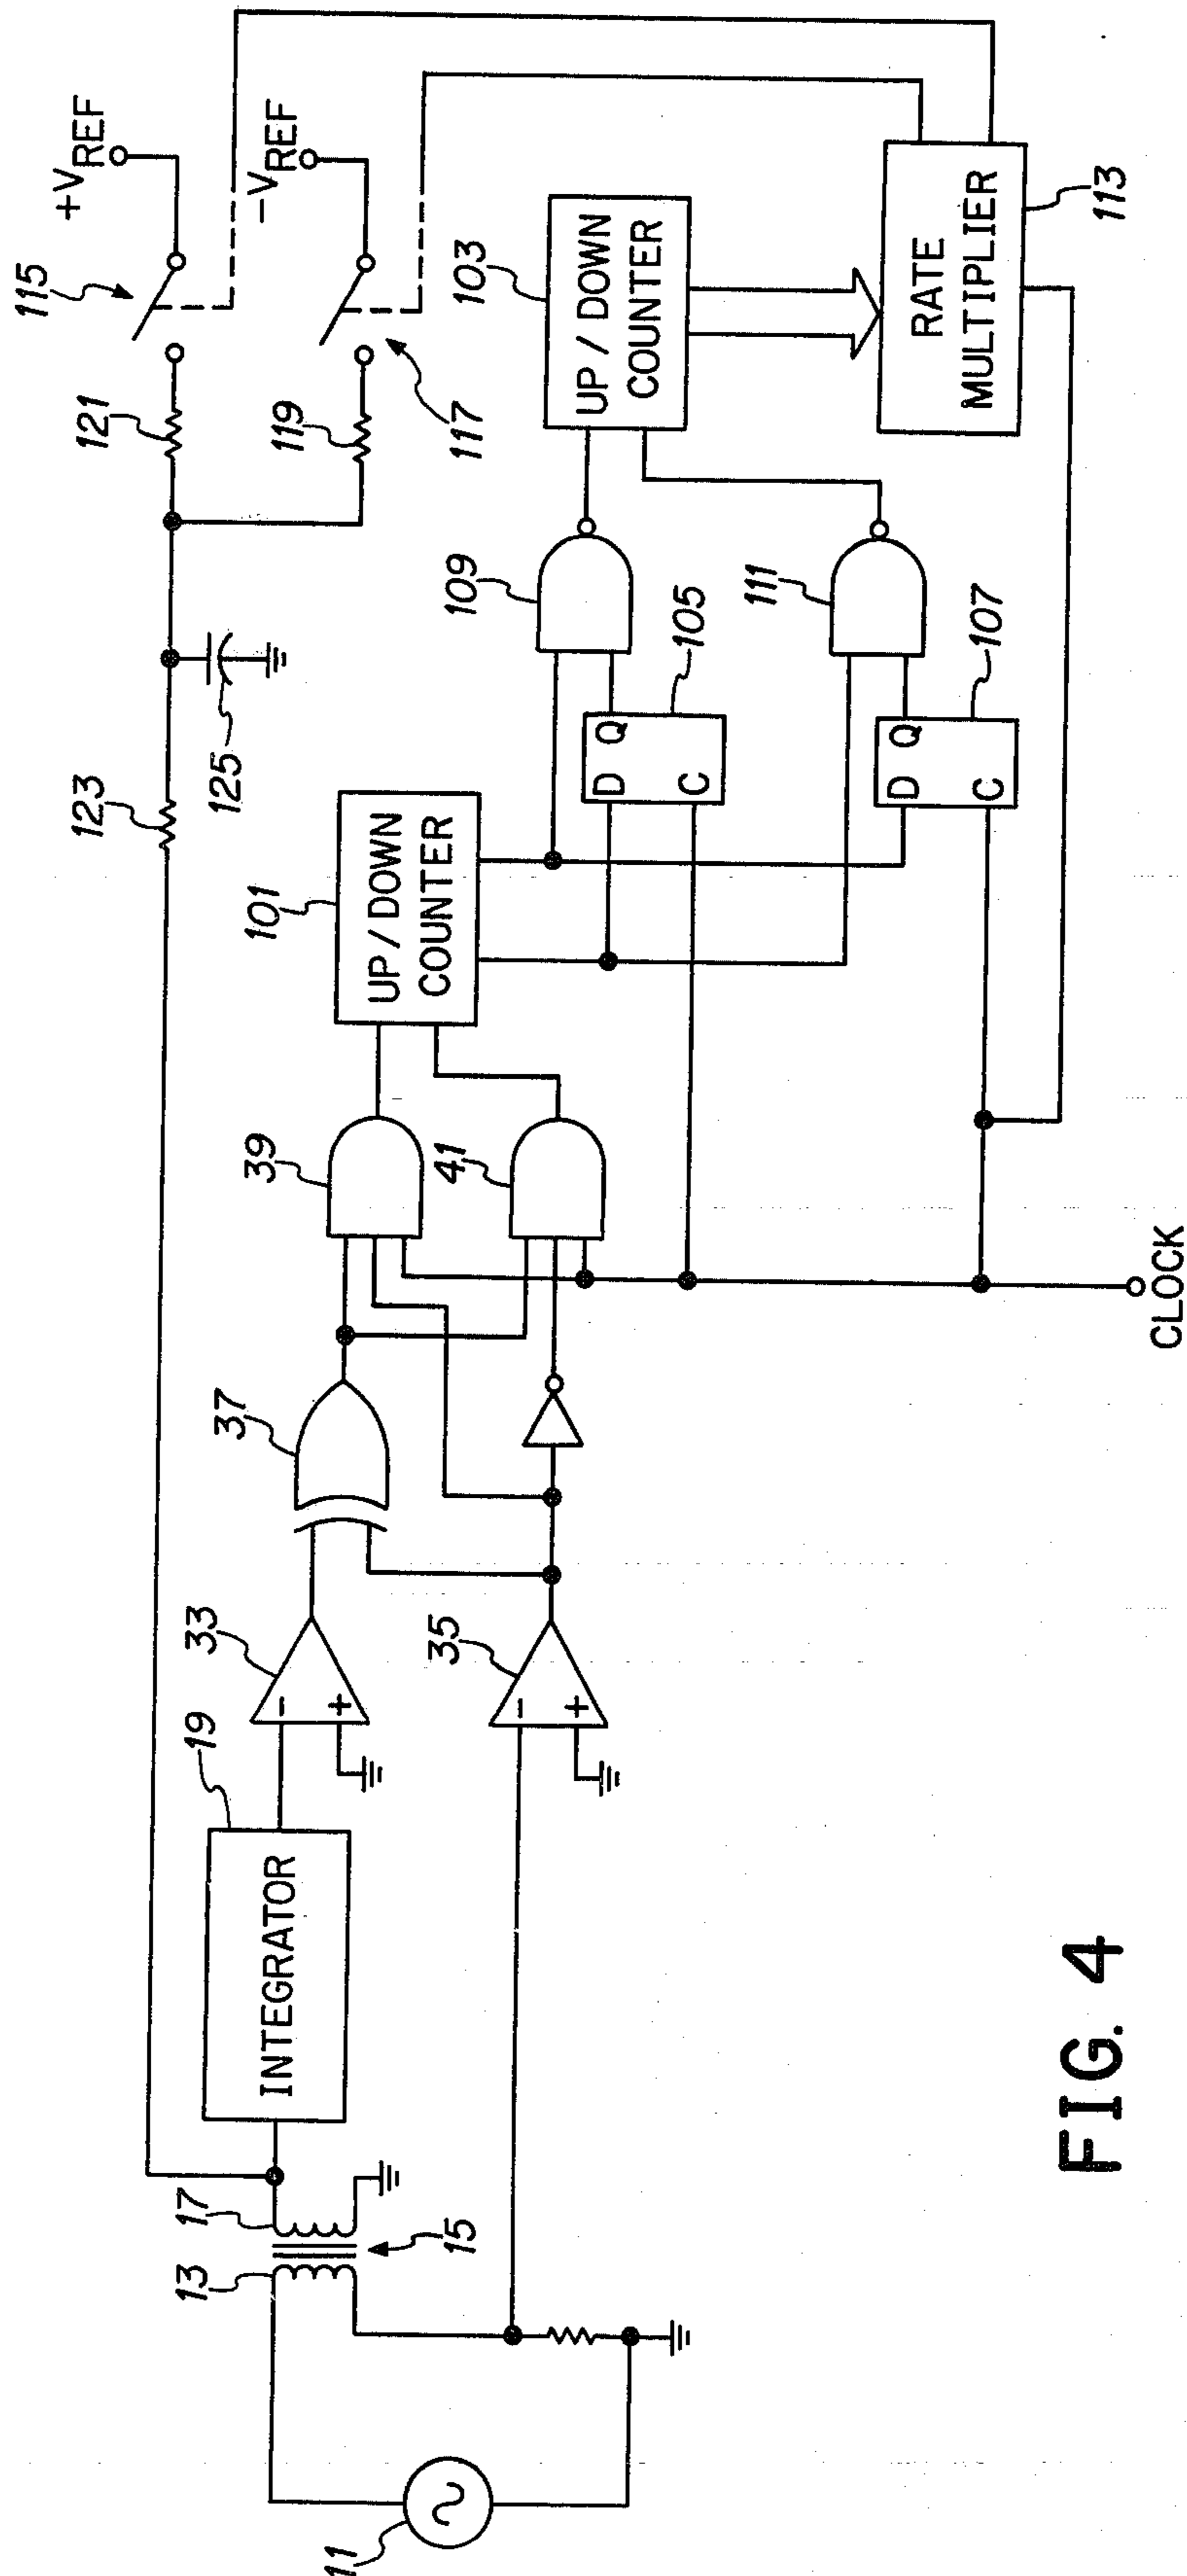 +VREF
-VREF
115
121
119
117
103
UP / DOWN
COUNTER
RATE
MULTIPLIER
113
109
111
105
107
D Q
C
D Q
C
123
125
101
UP / DOWN
COUNTER
39
41
CLOCK
37
33
35
-
+
-
+
19
INTEGRATOR
17
13
15
11
FIG. 4